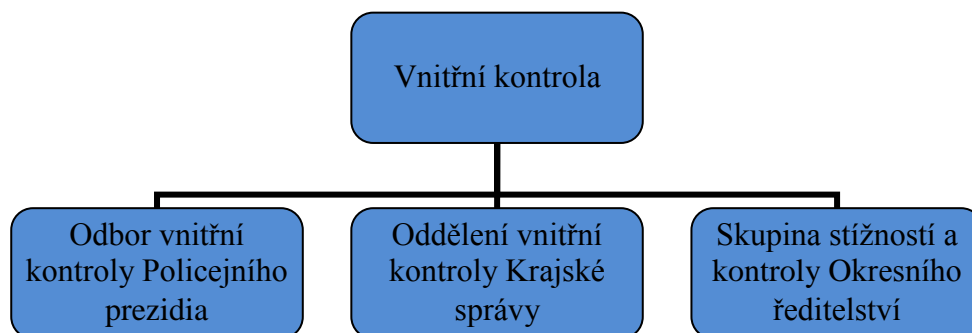 Vnitřní kontrola
Odbor vnitřní
kontroly Policejního
prezidia
Oddělení vnitřní
kontroly Krajské
správy
Skupina stížností a
kontroly Okresního
ředitelství